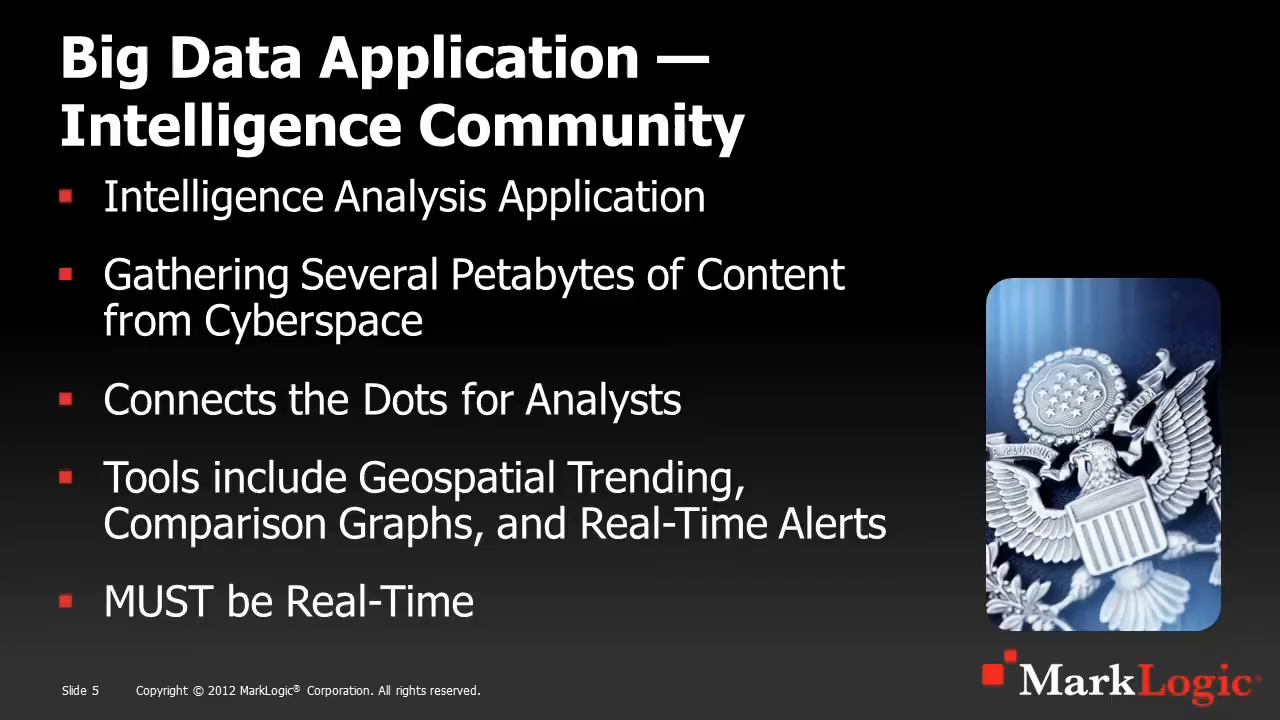 Big Data Application —
Intelligence Community
Intelligence Analysis Application
Gathering Several Petabytes of Content
from Cyberspace
Connects the Dots for Analysts
Tools include Geospatial Trending,
Comparison Graphs, and Real-Time Alerts
MUST be Real-Time
Slide 5
Copyright © 2012 MarkLogic® Corporation. All rights reserved.
MarkLogic